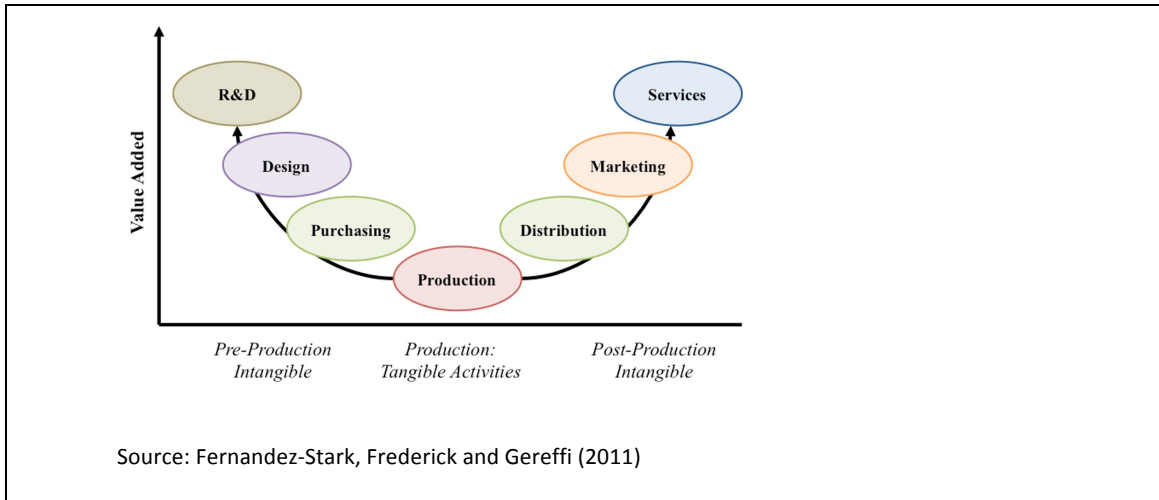 R&D
Services
Design
Marketing
Purchasing
Distribution
Production
Value Added
Pre-Production
Intangible
Production:
Tangible Activities
Post-Production
Intangible
Source: Fernandez-Stark, Frederick and Gereffi (2011)